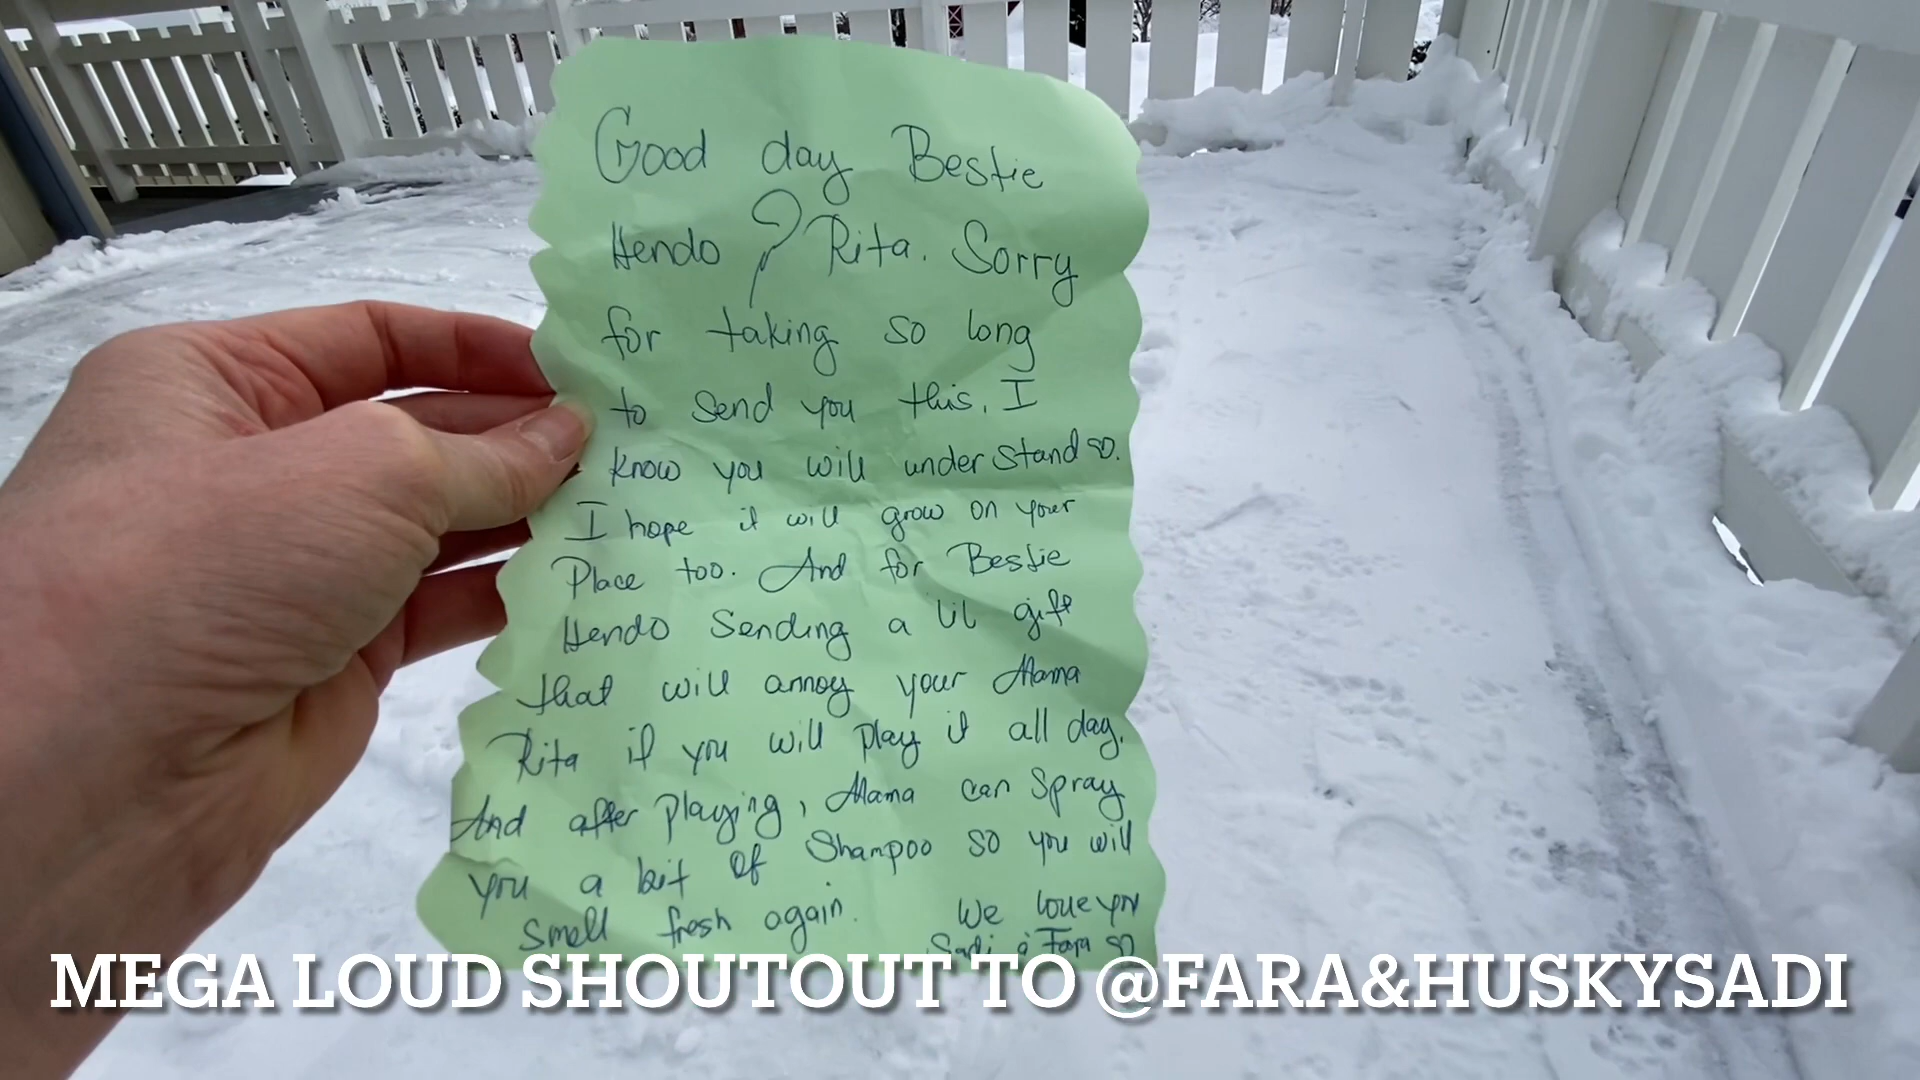 Good day Bestie
Hendo & Rita. Sorry
for taking so long
to send you this. I
know you will understand.
I hope it will grow on your
Place too. And for Bestie
Hendo Sending a lil gift
that will annoy your Mama
Rita if you will play it all day.
And after playing, Mama can Spray
you a bit of Shampoo so you will
smell fresh again. We love you
Sadi & Fara
MEGA LOUD SHOUTOUT TO @FARA&HUSKYSADI